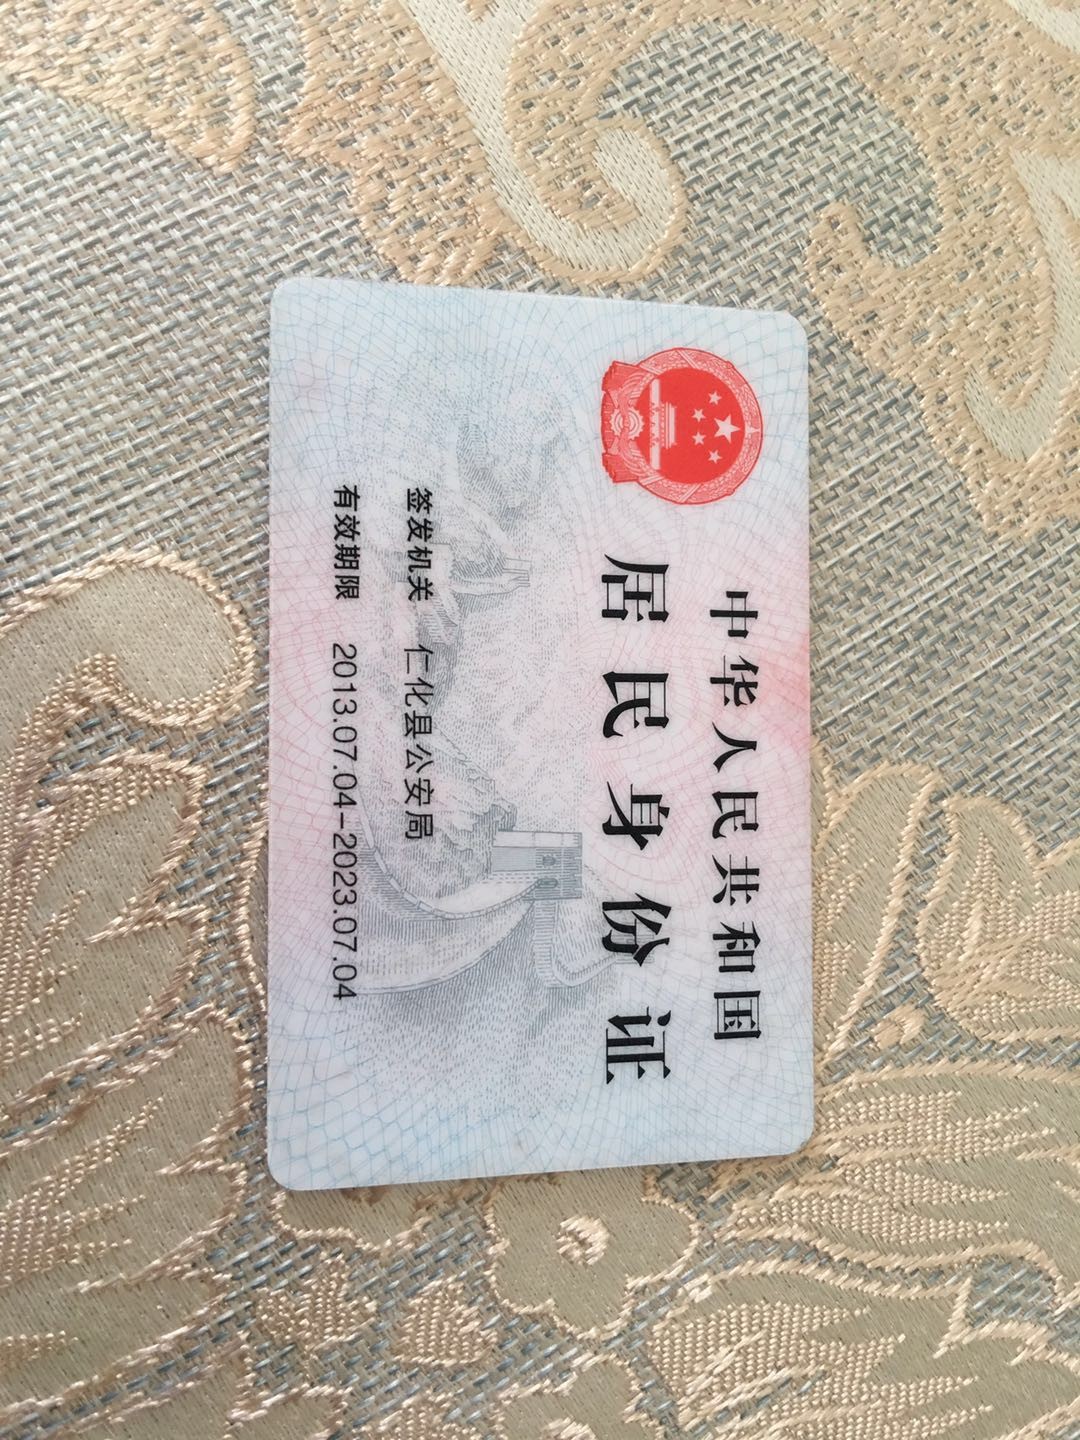 中华人民共和国
居民身份证
签发机关 仁化县公安局
有效期限 2013.07.04-2023.07.04